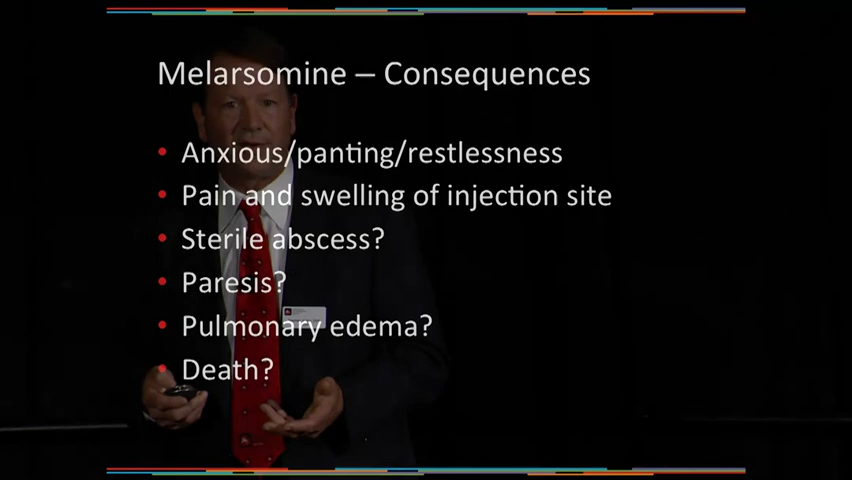 Melarsomine – Consequences
• Anxious/panting/restlessness
• Pain and swelling of injection site
• Sterile abscess?
• Paresis?
• Pulmonary edema?
• Death?